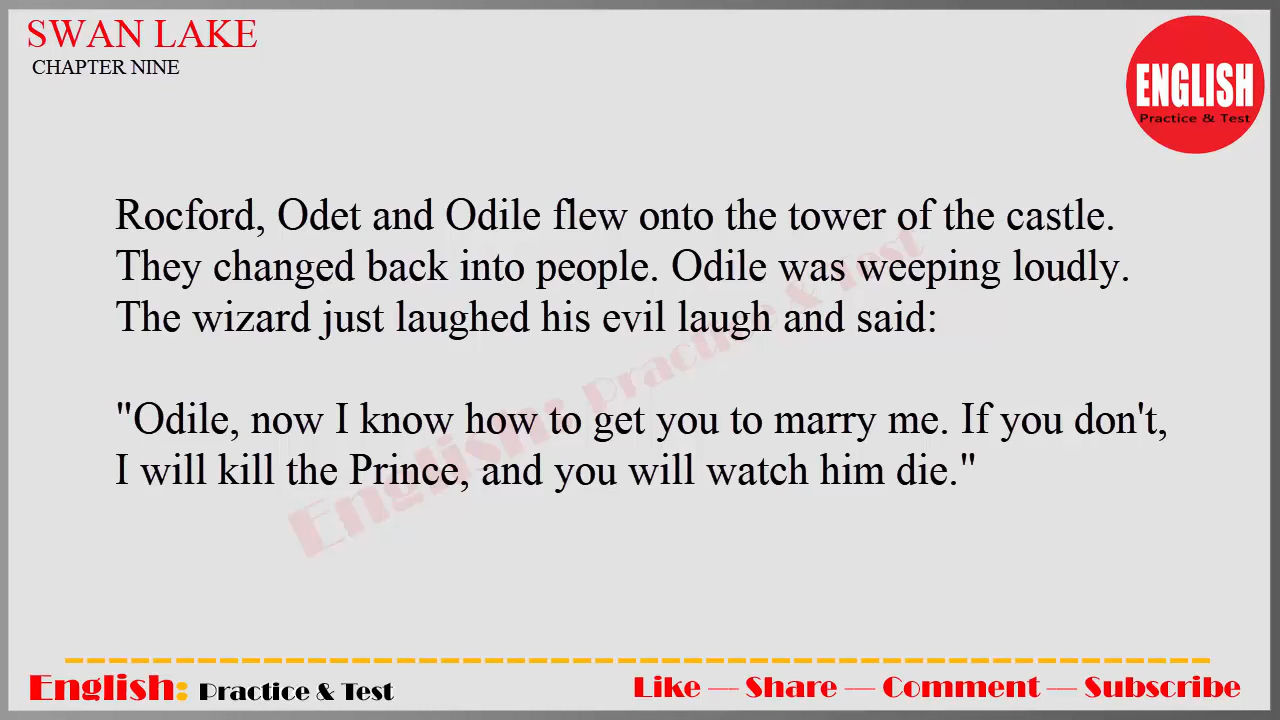 SWAN LAKE
CHAPTER NINE
ENGLISH
Practice & Test
Rocford, Odet and Odile flew onto the tower of the castle.
They changed back into people. Odile was weeping loudly.
The wizard just laughed his evil laugh and said:
"Odile, now I know how to get you to marry me. If you don't,
I will kill the Prince, and you will watch him die."
English: Practice & Test
English: Practice & Test
Like — Share — Comment — Subscribe